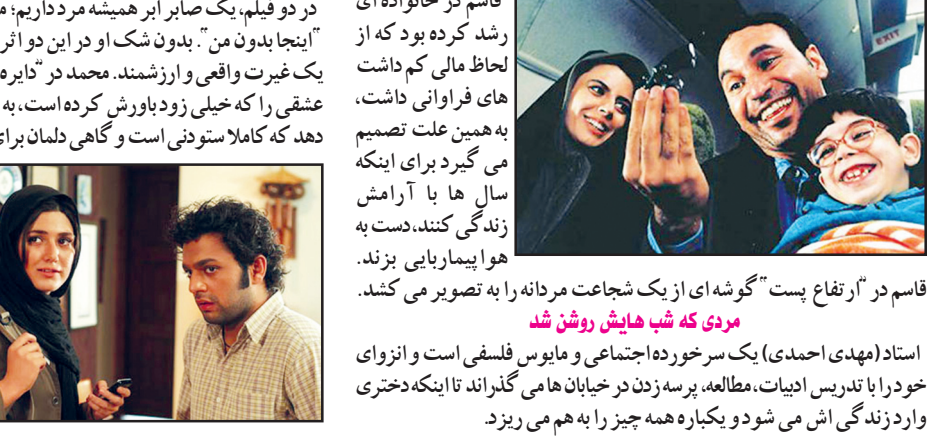 قاسم در خانواده ای
رشد کرده بود که از
لحاظ مالی کم داشت
های فراوانی داشت،
به همین علت تصمیم
می گیرد برای اینکه
سال ها با آرامش
زندگی کنند،دست به
هواپیماربایی بزند.
قاسم در "ارتفاع پست" گوشه ای از یک شجاعت مردانه را به تصویر می کشد.
مردی که شب هایش روشن شد
استاد (مهدی احمدی) یک سرخورده اجتماعی و مایوس فلسفی است و انزوای
خود را با تدریس ادبیات، مطالعه، پرسه زدن در خیابان ها می گذراند تا اینکه دختری
وارد زندگی اش می شود و یکباره همه چیز را به هم می ریزد.
در دو فیلم، یک صابر ابر همیشه مرد داریم؛
"اینجا بدون من". بدون شک او در این دو اثر
یک غیرت واقعی و ارزشمند. محمد در "دایره
عشقی را که خیلی زود باورش کرده است، به
دهد که کاملا ستودنی است و گاهی دلمان برای
EXIT